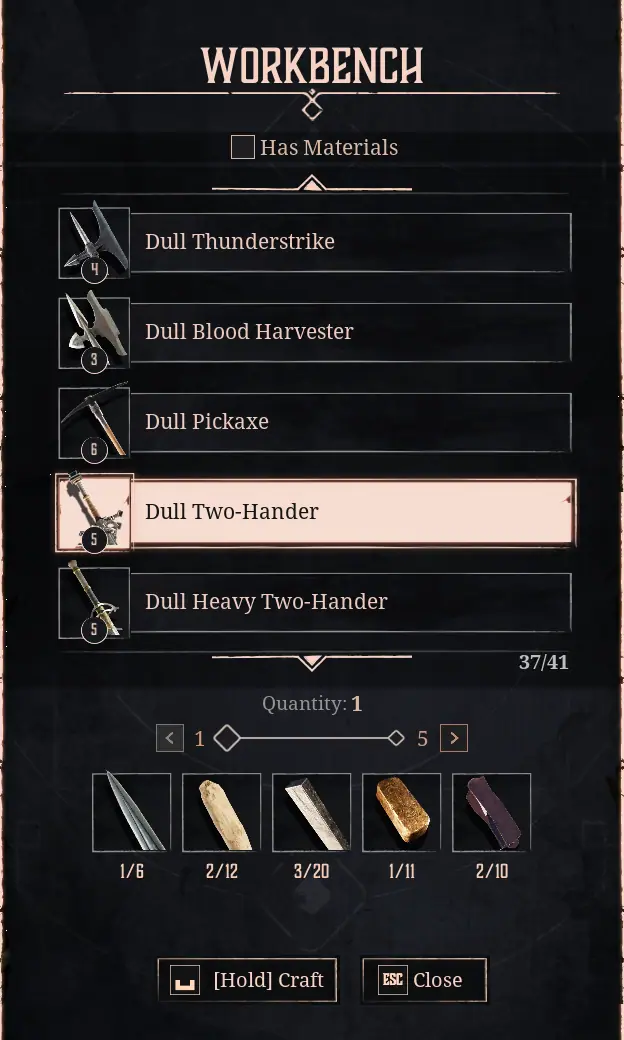 WORKBENCH
Has Materials
4
Dull Thunderstrike
3
Dull Blood Harvester
6
Dull Pickaxe
5
Dull Two-Hander
5
Dull Heavy Two-Hander
37/41
Quantity: 1
< 1 5 >
1/6 2/12 3/20 1/11 2/10
[Hold] Craft ESC Close